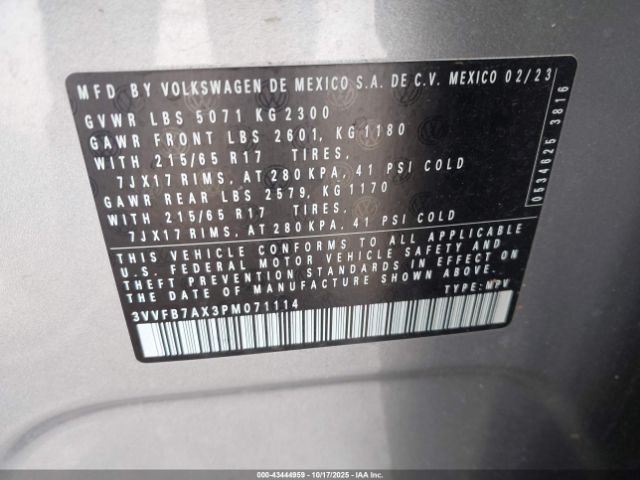 MFD BY VOLKSWAGEN DE MEXICO S.A. DE C.V. MEXICO 02/23
GVWR LBS 5071 KG 2300
GAWR FRONT LBS 2601, KG 1180
WITH 215/65 R17 TIRES,
7JX17 RIMS, AT 280 KPA, 41 PSI COLD
GAWR REAR LBS 2579, KG 1170
WITH 215/65 R17 TIRES,
7JX17 RIMS, AT 280 KPA, 41 PSI COLD
THIS VEHICLE CONFORMS TO ALL APPLICABLE
U.S. FEDERAL MOTOR VEHICLE SAFETY AND
THEFT PREVENTION STANDARDS IN EFFECT ON
THE DATE OF MANUFACTURE SHOWN ABOVE.
3VVFB7AX3PM071114 TYPE: MPV
0534625 3816
000-43444959 | 10/17/2025 | Copart, Inc.